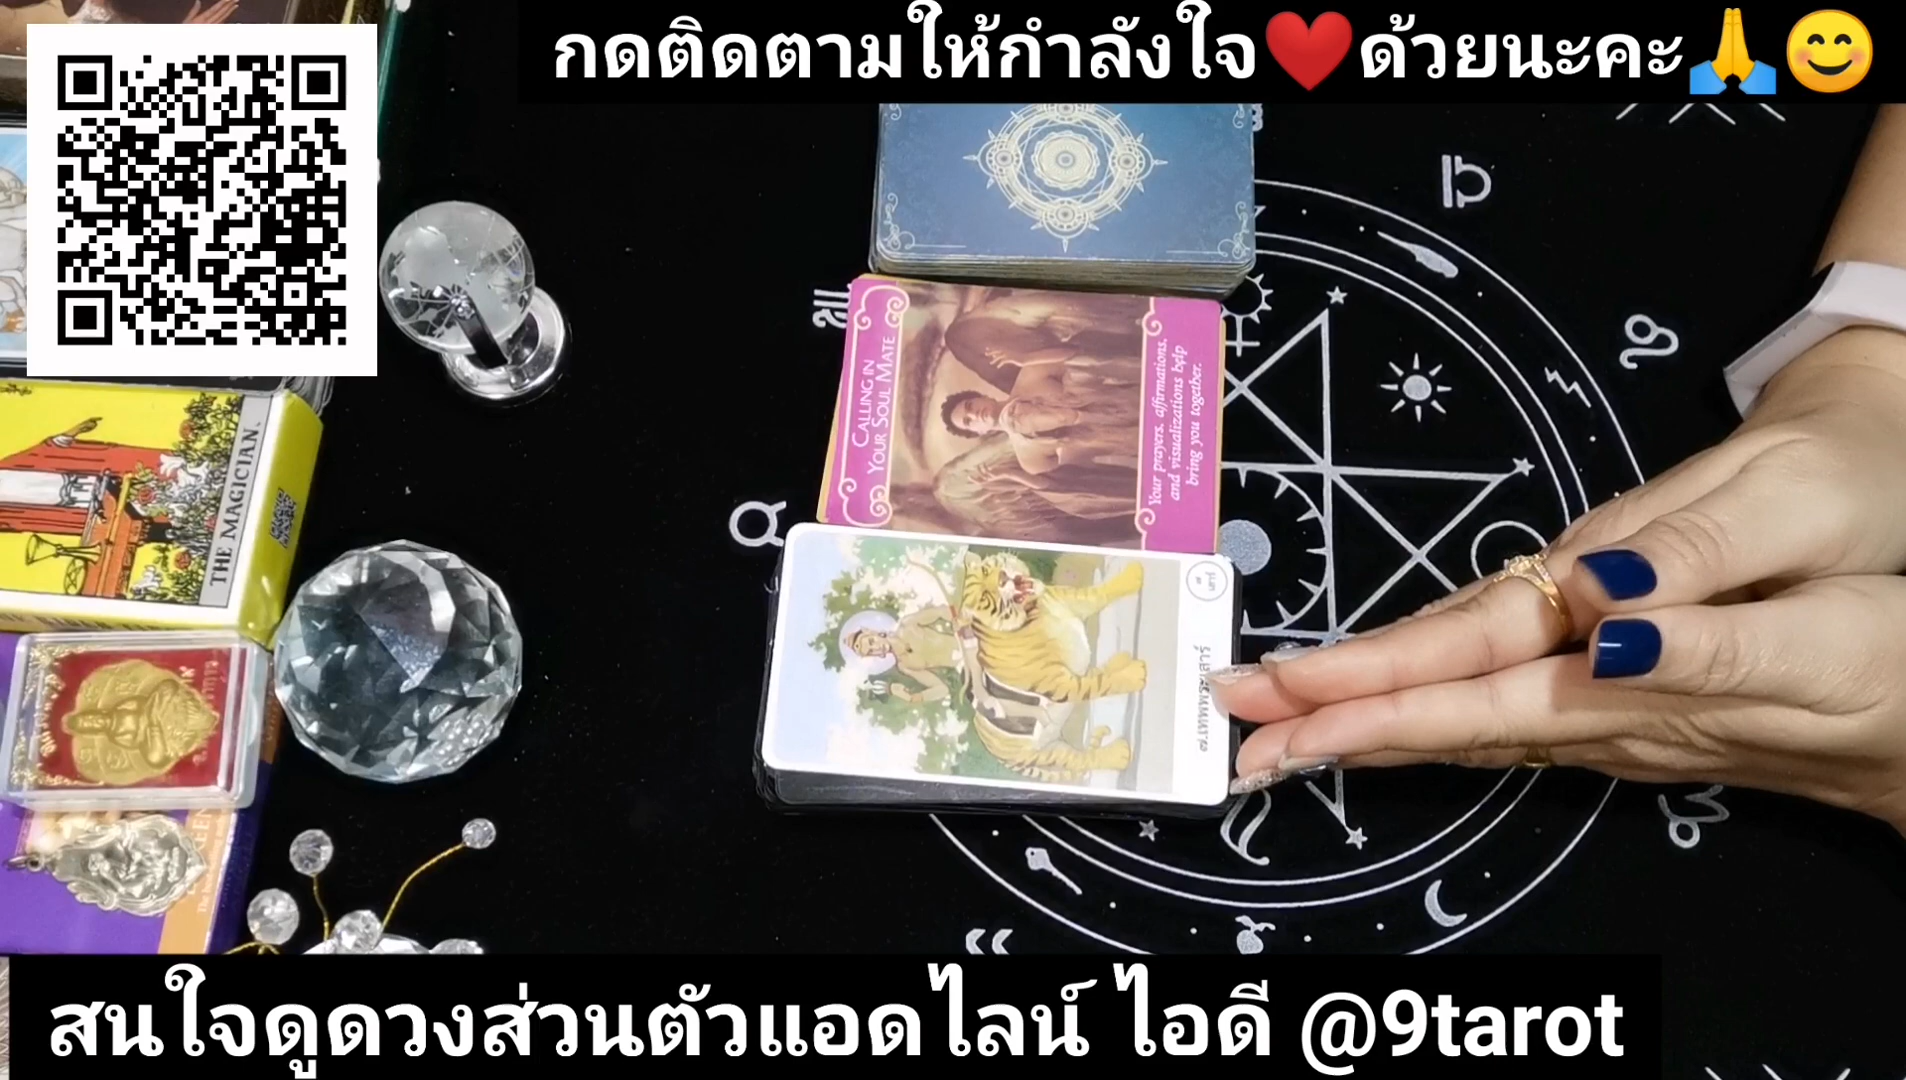 กดติดตามให้กำลังใจ❤️ด้วยนะคะ🙏😊
CALLING IN
YOUR SOUL MATE
Your prayers, affirmations,
and visualizations help
bring you together.
THE MAGICIAN.
สนใจดูดวงส่วนตัวแอดไลน์ ไอดี @9tarot